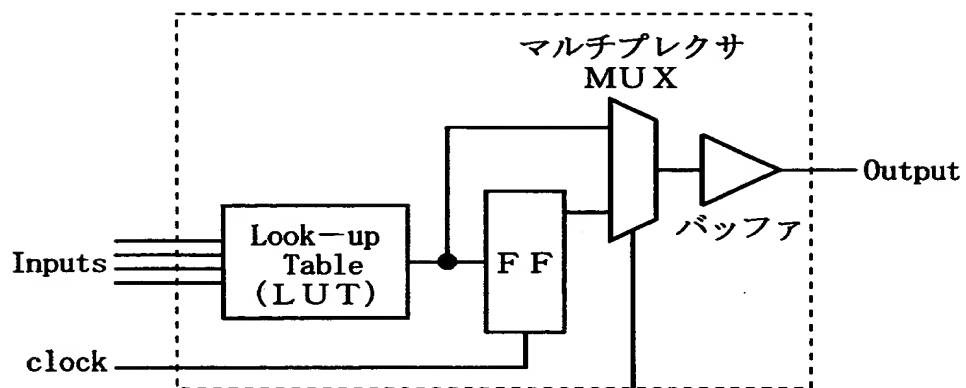 マルチプレクサ
MUX
Output
バッファ
Look-up
Table
(LUT)
FF
Inputs
clock